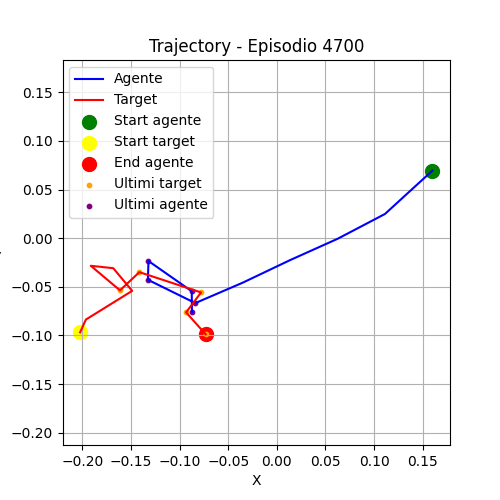 Trajectory - Episodio 4700
Agente
Target
Start agente
Start target
End agente
Ultimi target
Ultimi agente
0.15
0.10
0.05
0.00
−0.05
−0.10
−0.15
−0.20
−0.20 −0.15 −0.10 −0.05 0.00 0.05 0.10 0.15
X